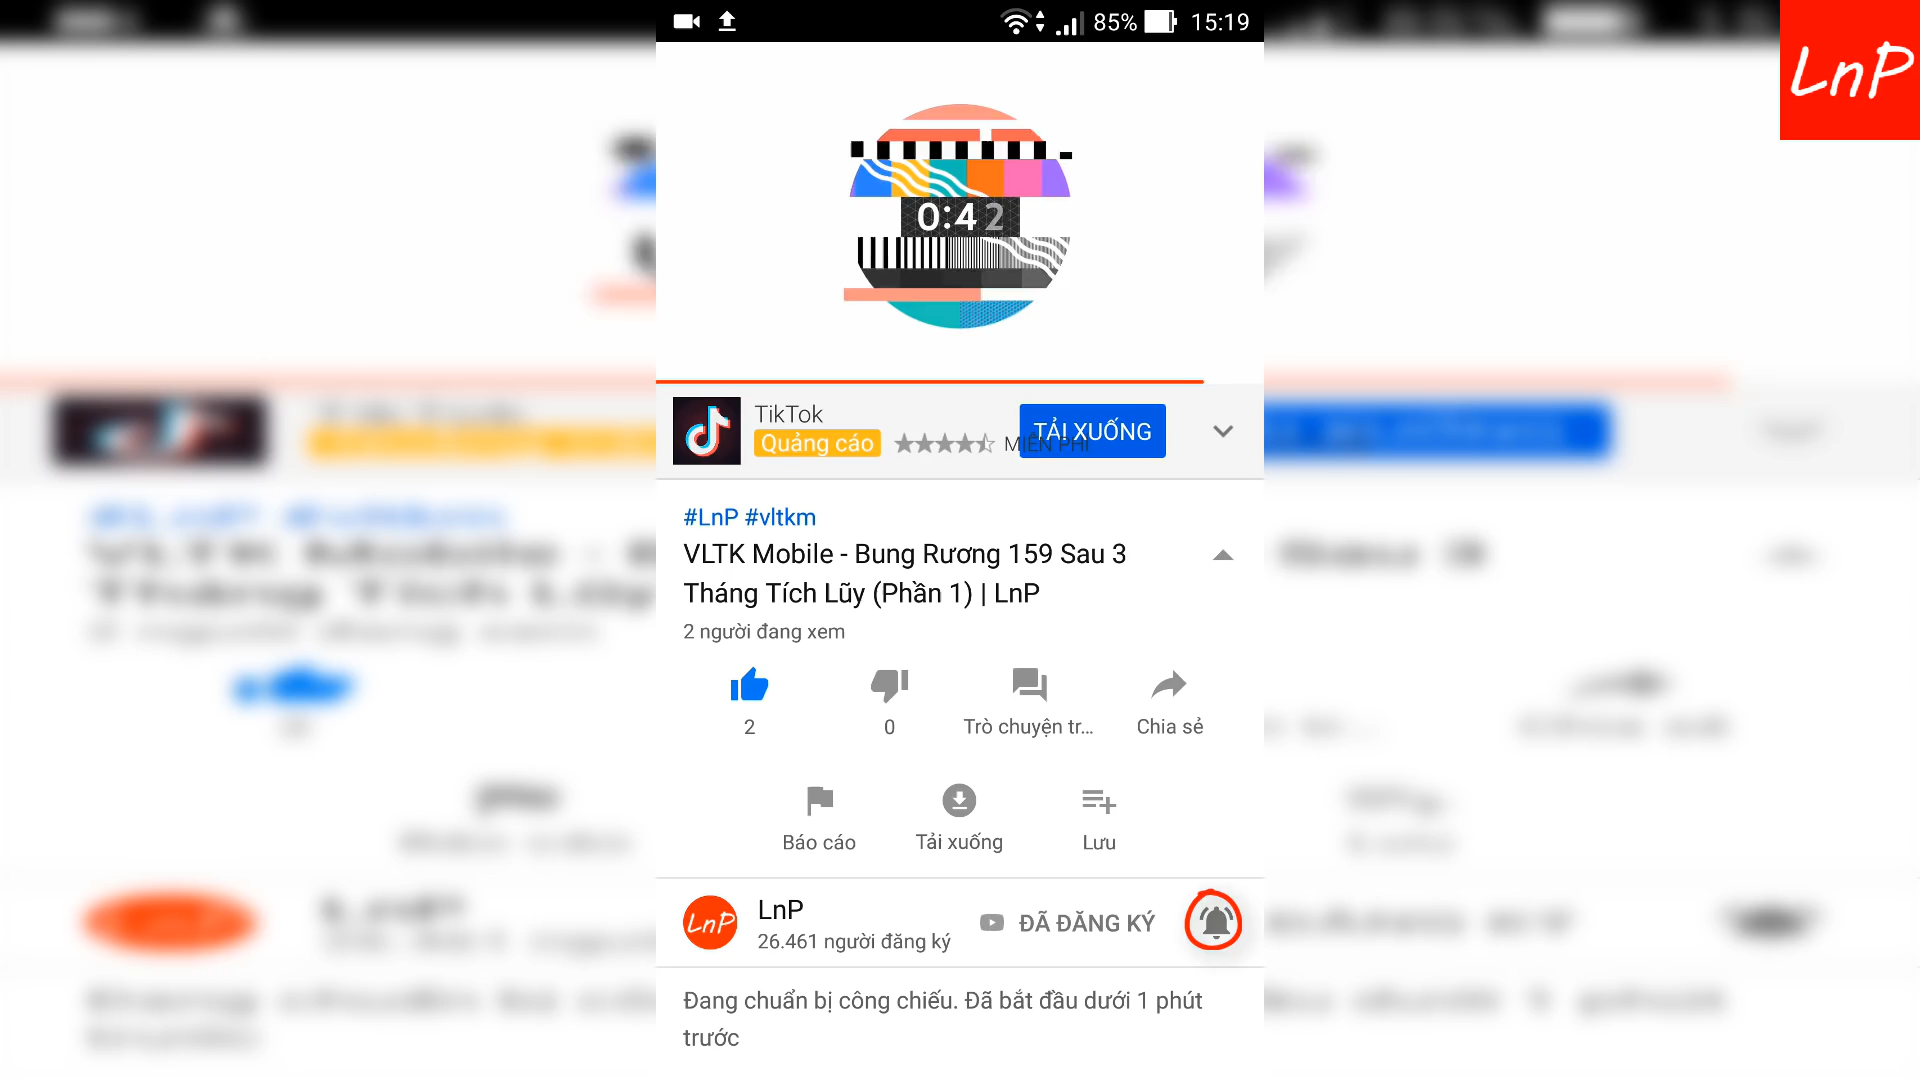 85% 15:19
LnP
0:42
TikTok
TẢI XUỐNG
Quảng cáo MIỄN PHÍ
#LnP #vltkm
VLTK Mobile - Bung Rương 159 Sau 3
Tháng Tích Lũy (Phần 1) | LnP
2 người đang xem
2 0 Trò chuyện tr... Chia sẻ
Báo cáo Tải xuống Lưu
LnP
LnP
ĐÃ ĐĂNG KÝ
26.461 người đăng ký
Đang chuẩn bị công chiếu. Đã bắt đầu dưới 1 phút
trước